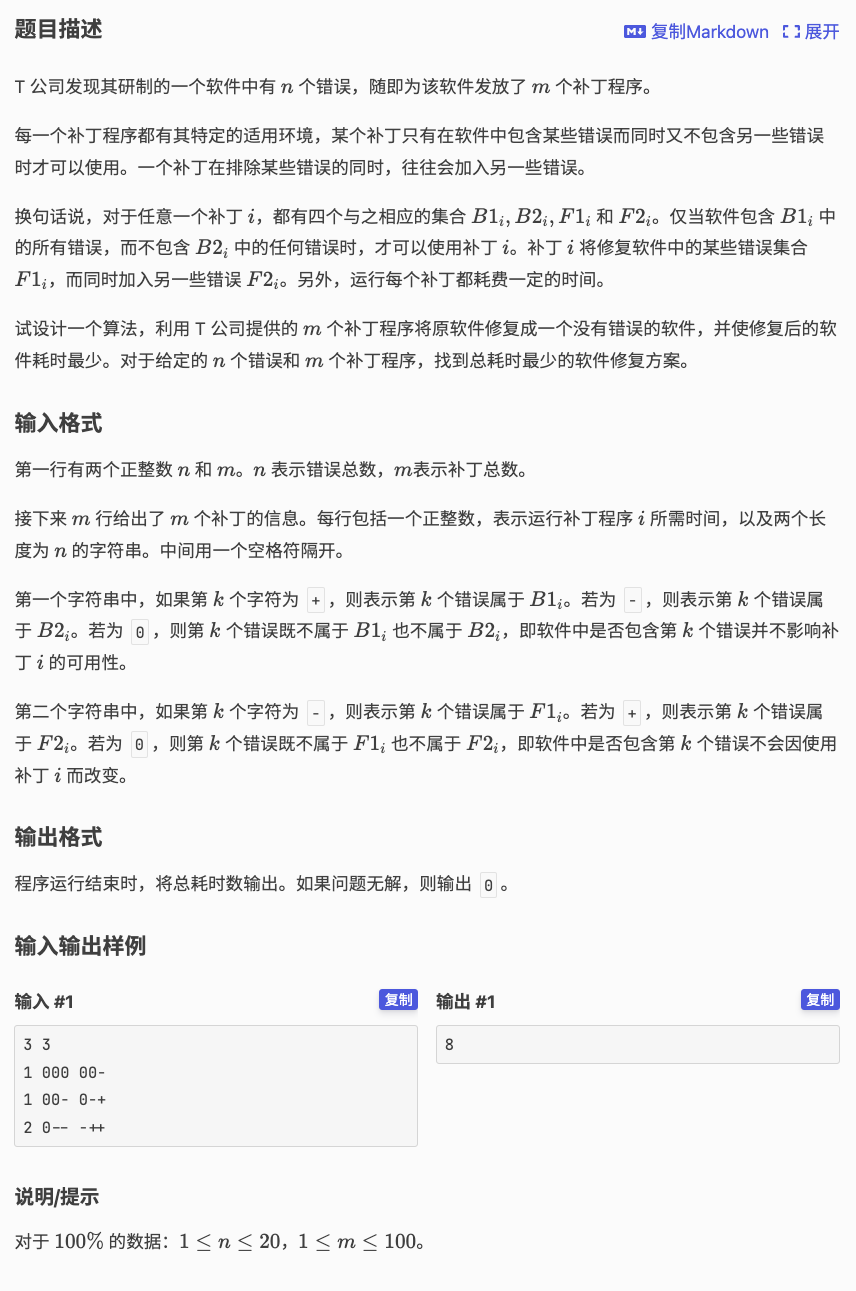 题目描述
复制Markdown 展开
T 公司发现其研制的一个软件中有 n 个错误，随即为该软件发放了 m 个补丁程序。
每一个补丁程序都有其特定的适用环境，某个补丁只有在软件中包含某些错误而同时又不包含另一些错误
时才可以使用。一个补丁在排除某些错误的同时，往往会加入另一些错误。
换句话说，对于任意一个补丁 i，都有四个与之相应的集合 B1ᵢ, B2ᵢ, F1ᵢ 和 F2ᵢ。仅当软件包含 B1ᵢ 中
的所有错误，而不包含 B2ᵢ 中的任何错误时，才可以使用补丁 i。补丁 i 将修复软件中的某些错误集合
F1ᵢ，而同时加入另一些错误 F2ᵢ。另外，运行每个补丁都耗费一定的时间。
试设计一个算法，利用 T 公司提供的 m 个补丁程序将原软件修复成一个没有错误的软件，并使修复后的软
件耗时最少。对于给定的 n 个错误和 m 个补丁程序，找到总耗时最少的软件修复方案。
输入格式
第一行有两个正整数 n 和 m。n 表示错误总数，m表示补丁总数。
接下来 m 行给出了 m 个补丁的信息。每行包括一个正整数，表示运行补丁程序 i 所需时间，以及两个长
度为 n 的字符串。中间用一个空格符隔开。
第一个字符串中，如果第 k 个字符为 +，则表示第 k 个错误属于 B1ᵢ。若为 -，则表示第 k 个错误属
于 B2ᵢ。若为 0，则第 k 个错误既不属于 B1ᵢ 也不属于 B2ᵢ，即软件中是否包含第 k 个错误并不影响补
丁 i 的可用性。
第二个字符串中，如果第 k 个字符为 -，则表示第 k 个错误属于 F1ᵢ。若为 +，则表示第 k 个错误属
于 F2ᵢ。若为 0，则第 k 个错误既不属于 F1ᵢ 也不属于 F2ᵢ，即软件中是否包含第 k 个错误不会因使用
补丁 i 而改变。
输出格式
程序运行结束时，将总耗时数输出。如果问题无解，则输出 0。
输入输出样例
输入 #1 复制
3 3
1 000 00-
1 00- 0-+
2 0-- -++
输出 #1 复制
8
说明/提示
对于 100% 的数据：1 ≤ n ≤ 20，1 ≤ m ≤ 100。